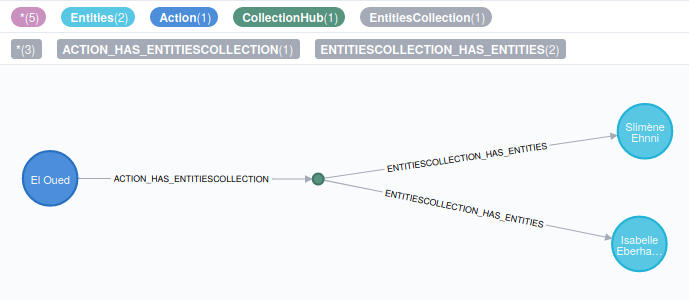 *(5) Entities(2) Action(1) CollectionHub(1) EntitiesCollection(1)
*(3) ACTION_HAS_ENTITIESCOLLECTION(1) ENTITIESCOLLECTION_HAS_ENTITIES(2)
Slimène
Ehnni
ENTITIESCOLLECTION_HAS_ENTITIES
El Oued
ACTION_HAS_ENTITIESCOLLECTION
ENTITIESCOLLECTION_HAS_ENTITIES
Isabelle
Eberha…